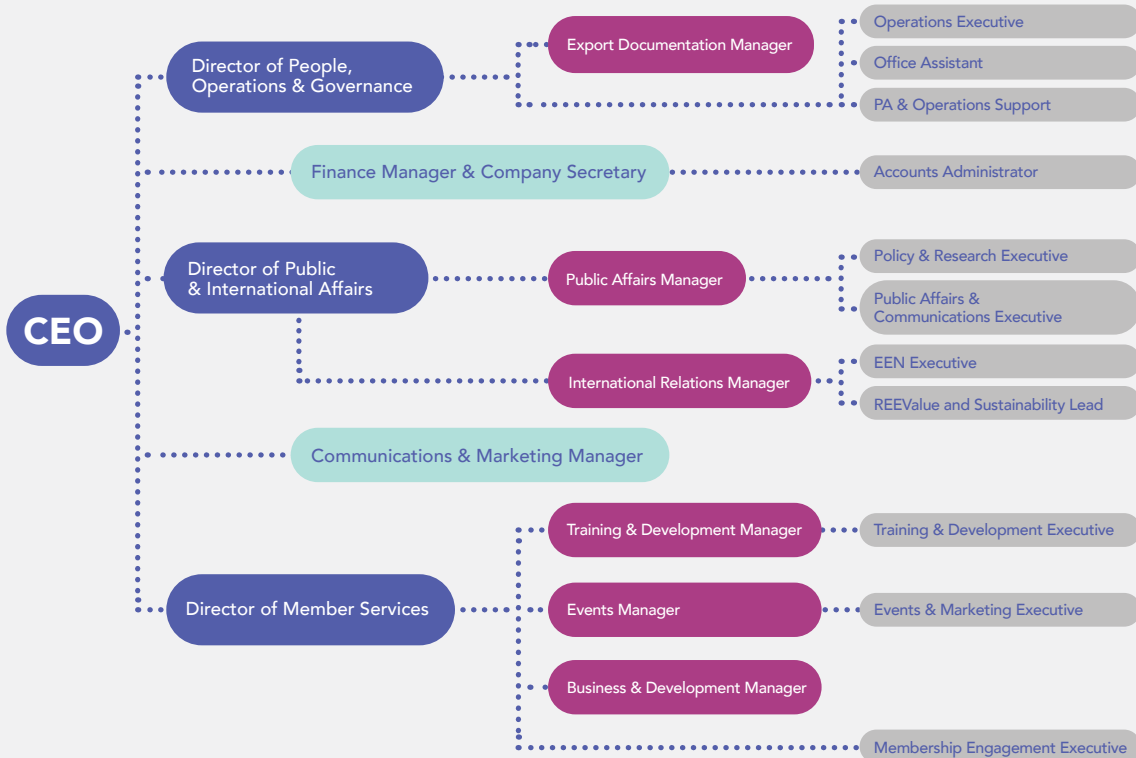 Operations Executive
Export Documentation Manager
Director of People,
Operations & Governance
Office Assistant
PA & Operations Support
Finance Manager & Company Secretary
Accounts Administrator
Director of Public
& International Affairs
Public Affairs Manager
Policy & Research Executive
Public Affairs &
Communications Executive
CEO
International Relations Manager
EEN Executive
REEValue and Sustainability Lead
Communications & Marketing Manager
Training & Development Manager
Training & Development Executive
Director of Member Services
Events Manager
Events & Marketing Executive
Business & Development Manager
Membership Engagement Executive